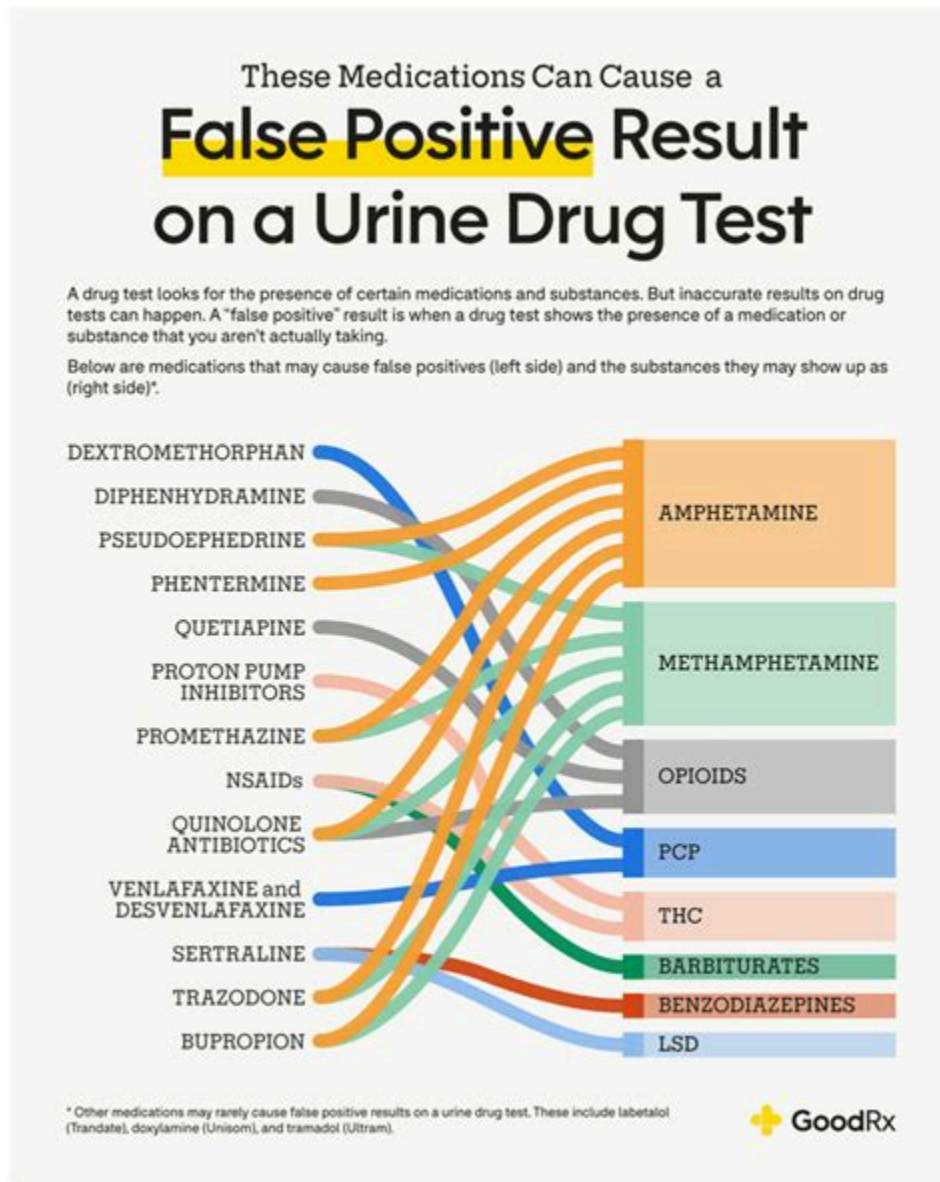 These Medications Can Cause a
False Positive Result
on a Urine Drug Test
A drug test looks for the presence of certain medications and substances. But inaccurate results on drug
tests can happen. A "false positive" result is when a drug test shows the presence of a medication or
substance that you aren't actually taking.
Below are medications that may cause false positives (left side) and the substances they may show up as
(right side)*.
DEXTROMETHORPHAN
DIPHENHYDRAMINE
PSEUDOEPHEDRINE
PHENTERMINE
QUETIAPINE
PROTON PUMP
INHIBITORS
PROMETHAZINE
NSAIDs
QUINOLONE
ANTIBIOTICS
VENLAFAXINE and
DESVENLAFAXINE
SERTRALINE
TRAZODONE
BUPROPION
AMPHETAMINE
METHAMPHETAMINE
OPIOIDS
PCP
THC
BARBITURATES
BENZODIAZEPINES
LSD
* Other medications may rarely cause false positive results on a urine drug test. These include labetalol
(Trandate), doxylamine (Unisom), and tramadol (Ultram).
GoodRx